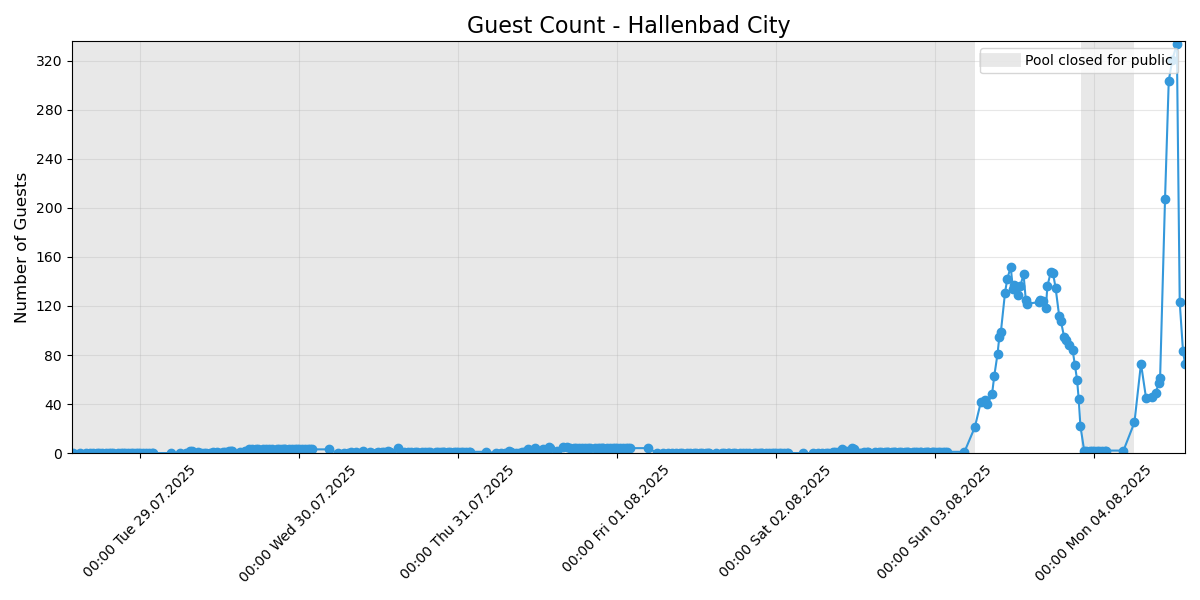 Guest Count - Hallenbad City
Pool closed for public
Number of Guests
320
280
240
200
160
120
80
40
0
00:00 Tue 29.07.2025
00:00 Wed 30.07.2025
00:00 Thu 31.07.2025
00:00 Fri 01.08.2025
00:00 Sat 02.08.2025
00:00 Sun 03.08.2025
00:00 Mon 04.08.2025